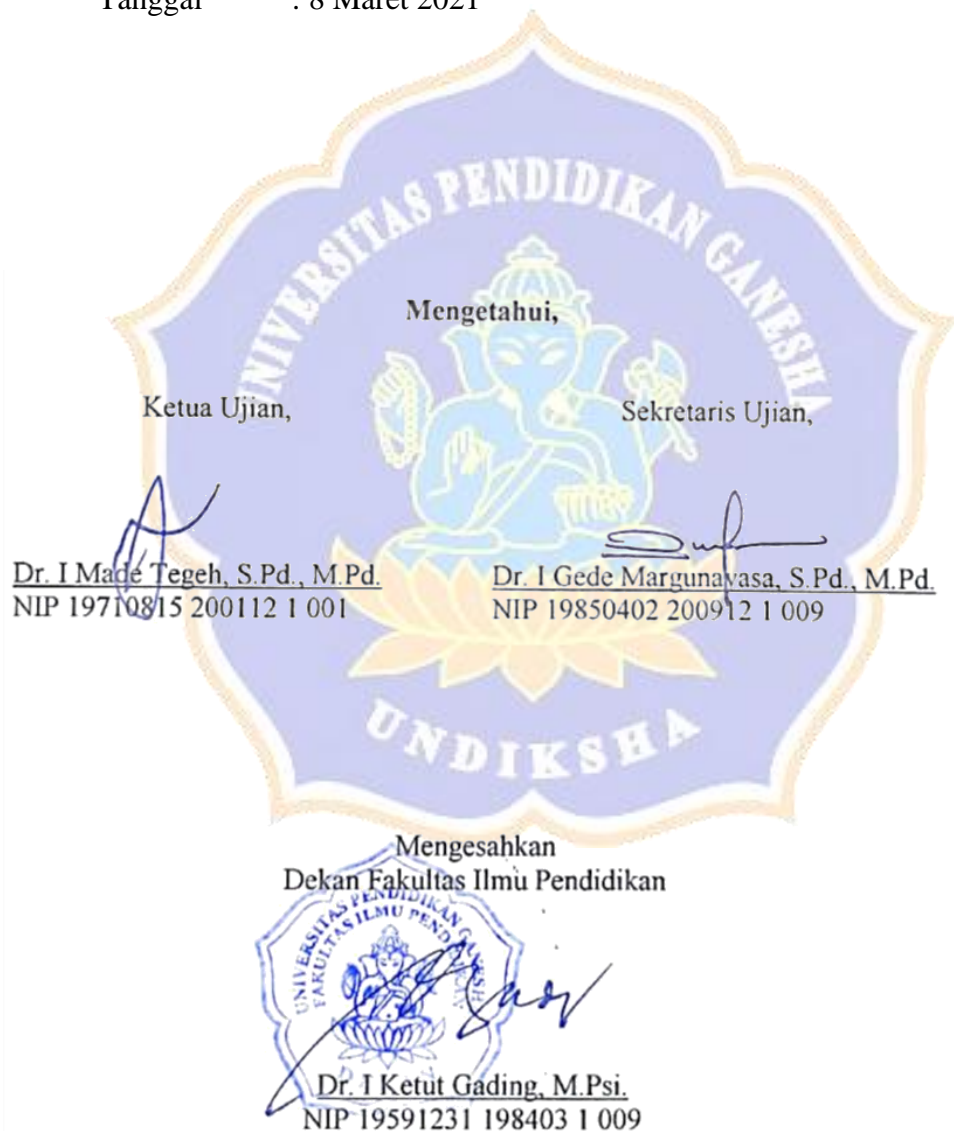 Tanggal : 8 Maret 2021
UNIVERSITAS PENDIDIKAN GANESHA
Mengetahui,
Ketua Ujian,
Sekretaris Ujian,
Dr. I Made Tegeh, S.Pd., M.Pd.
NIP 19710815 200112 1 001
Dr. I Gede Margunayasa, S.Pd., M.Pd.
NIP 19850402 200912 1 009
UNDIKSHA
Mengesahkan
Dekan Fakultas Ilmu Pendidikan
UNIVERSITAS PENDIDIKAN GANESH
FAKULTAS ILMU PEND
Dr. I Ketut Gading, M.Psi.
NIP 19591231 198403 1 009